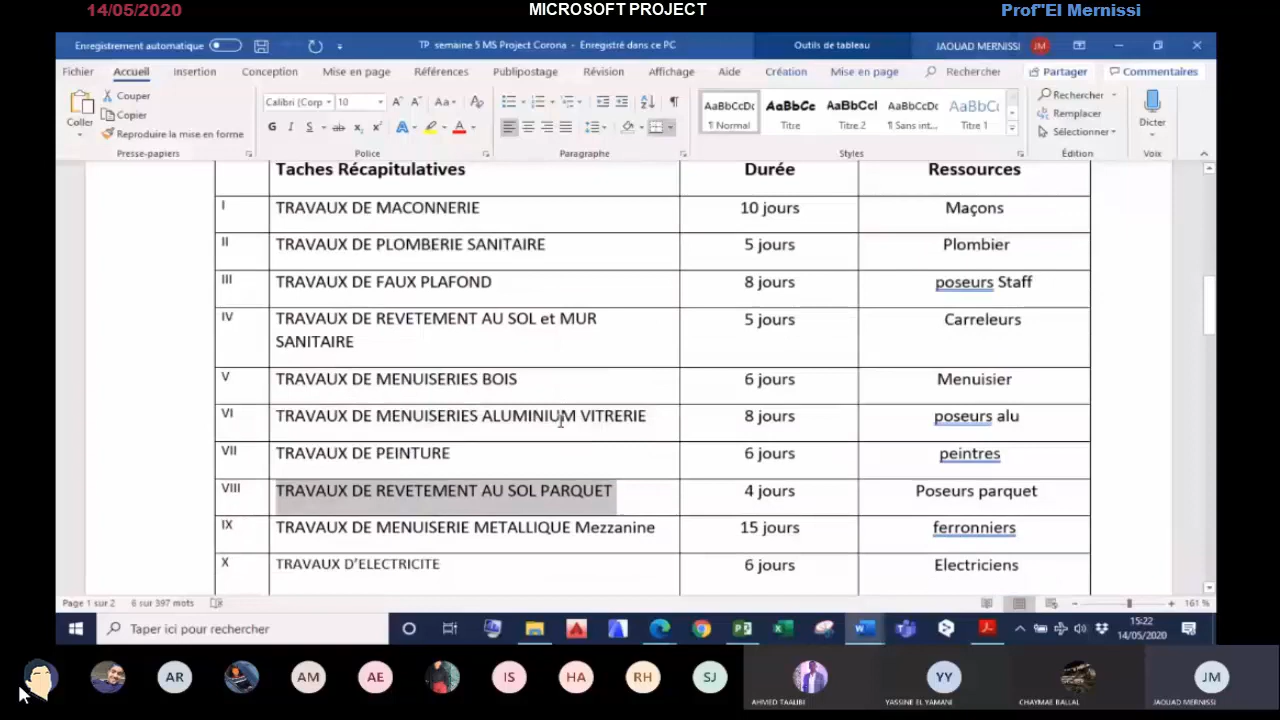 14/05/2020 MICROSOFT PROJECT Prof"El Mernissi
Enregistrement automatique TP semaine 5 MS Project Corona - Enregistré dans ce PC Outils de tableau JAOUAD MERNISSI JM
Fichier Accueil Insertion Conception Mise en page Références Publipostage Révision Affichage Aide Création Mise en page Rechercher Partager Commentaires
Coller
Couper
Copier
Reproduire la mise en forme
Presse-papiers
Calibri (Corp 10
Police
Paragraphe
AaBbCcDc AaBbCc AaBbCcI AaBbCcDc AaBbCc
¶ Normal Titre Titre 2 ¶ Sans int... Titre 1
Styles
Rechercher
Remplacer
Sélectionner
Édition
Dicter
Voix
Taches Récapitulatives Durée Ressources
I TRAVAUX DE MACONNERIE 10 jours Maçons
II TRAVAUX DE PLOMBERIE SANITAIRE 5 jours Plombier
III TRAVAUX DE FAUX PLAFOND 8 jours poseurs Staff
IV TRAVAUX DE REVETEMENT AU SOL et MUR 5 jours Carreleurs
SANITAIRE
V TRAVAUX DE MENUISERIES BOIS 6 jours Menuisier
VI TRAVAUX DE MENUISERIES ALUMINIUM VITRERIE 8 jours poseurs alu
VII TRAVAUX DE PEINTURE 6 jours peintres
VIII TRAVAUX DE REVETEMENT AU SOL PARQUET 4 jours Poseurs parquet
IX TRAVAUX DE MENUISERIE METALLIQUE Mezzanine 15 jours ferronniers
X TRAVAUX D'ELECTRICITE 6 jours Electriciens
Page 1 sur 2 6 sur 397 mots 161 %
Taper ici pour rechercher 15:22
14/05/2020
AR AM AE IS HA RH SJ YY JM
AHMED TAALIBI YASSINE EL YAMANI CHAYMAE BALLAL JAOUAD MERNISSI